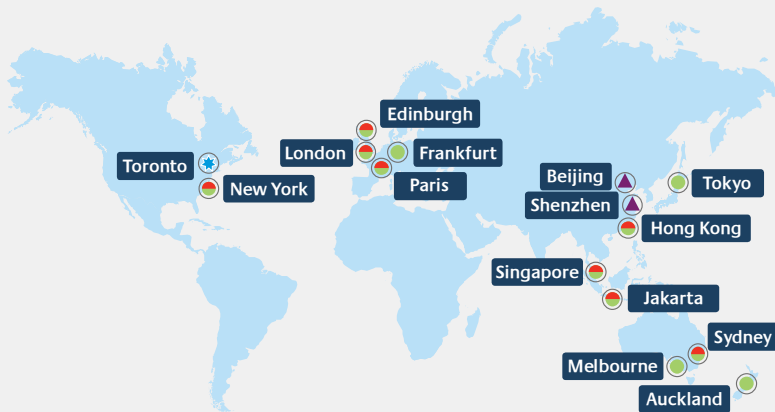 Edinburgh
London
Frankfurt
Toronto
Paris
New York
Beijing
Tokyo
Shenzhen
Hong Kong
Singapore
Jakarta
Sydney
Melbourne
Auckland